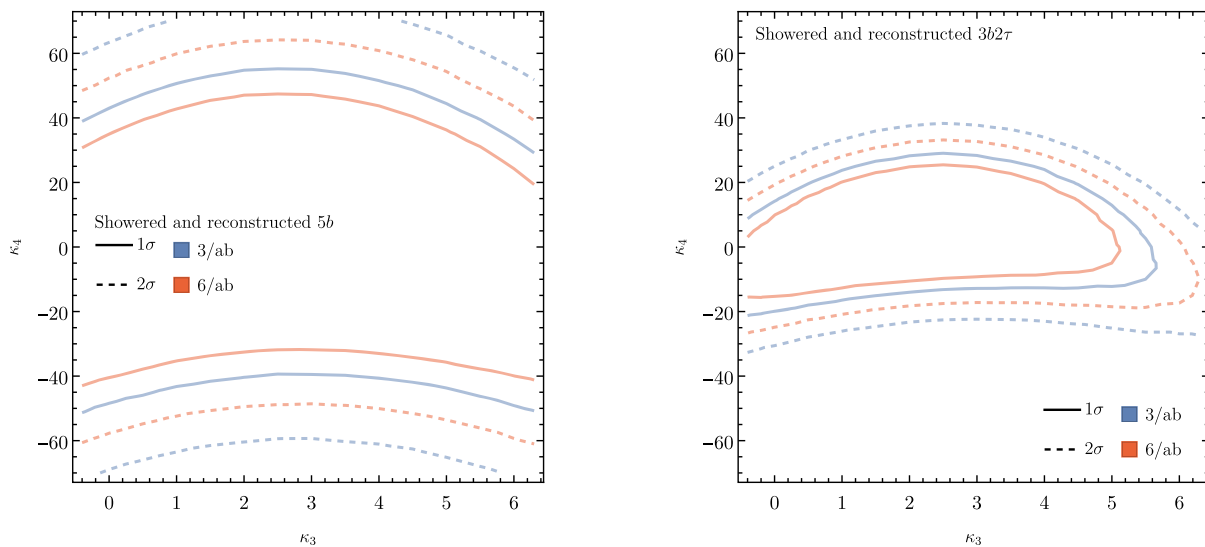 60
40
20
0
−20
−40
−60
κ4
Showered and reconstructed 5b
1σ 3/ab
2σ 6/ab
0 1 2 3 4 5 6
κ3
Showered and reconstructed 3b2τ
60
40
20
0
−20
−40
−60
κ4
1σ 3/ab
2σ 6/ab
0 1 2 3 4 5 6
κ3